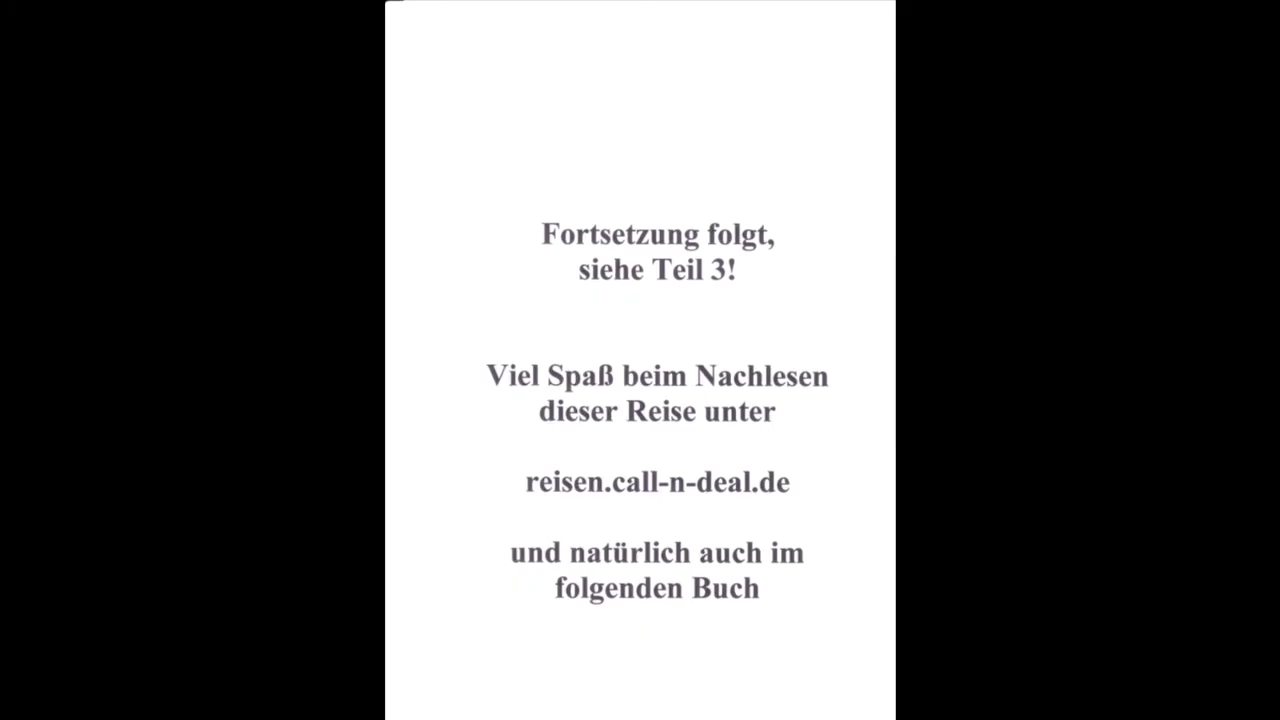 Fortsetzung folgt,
siehe Teil 3!
Viel Spaß beim Nachlesen
dieser Reise unter
reisen.call-n-deal.de
und natürlich auch im
folgenden Buch